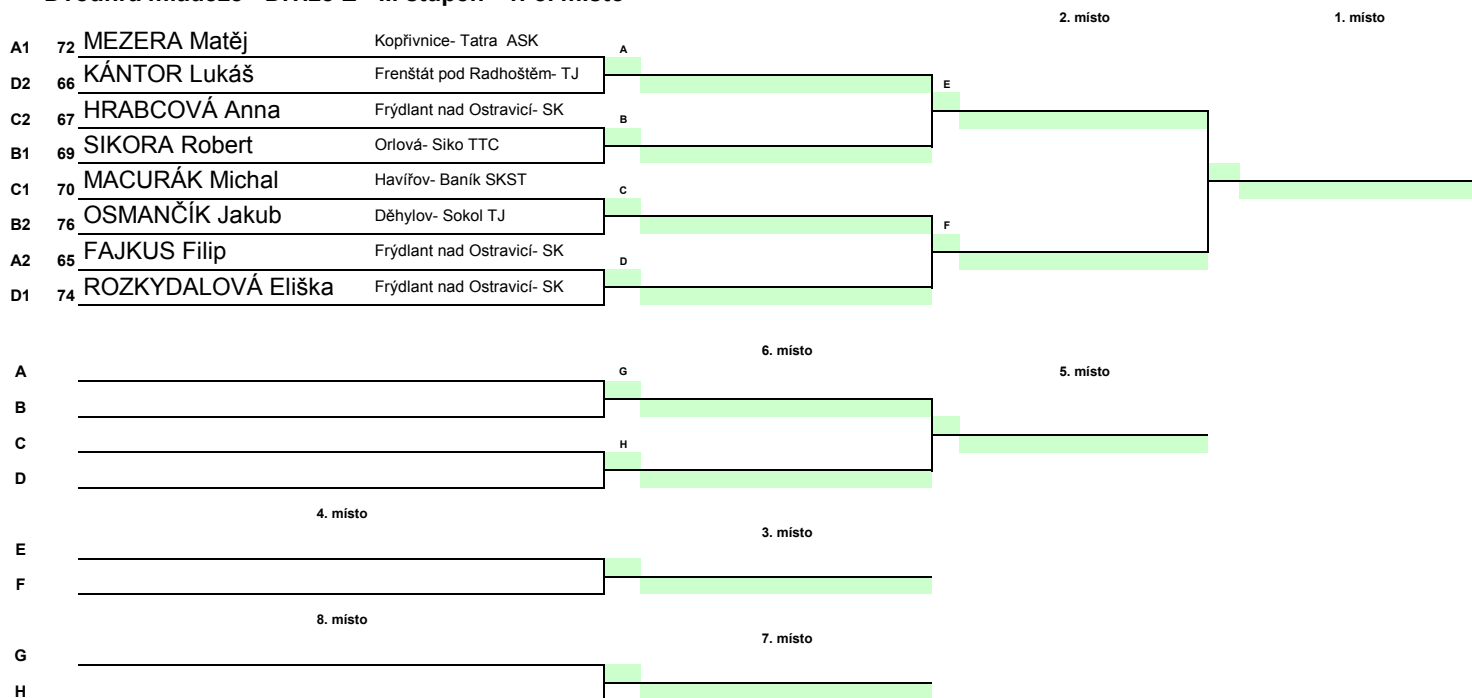 2. místo 1. místo
A1 72 MEZERA Matěj Kopřivnice- Tatra ASK A
D2 66 KÁNTOR Lukáš Frenštát pod Radhoštěm- TJ E
C2 67 HRABCOVÁ Anna Frýdlant nad Ostravicí- SK B
B1 69 SIKORA Robert Orlová- Siko TTC
C1 70 MACURÁK Michal Havířov- Baník SKST C
B2 76 OSMANČÍK Jakub Děhylov- Sokol TJ F
A2 65 FAJKUS Filip Frýdlant nad Ostravicí- SK D
D1 74 ROZKYDALOVÁ Eliška Frýdlant nad Ostravicí- SK
6. místo
A G 5. místo
B
C H
D
4. místo
3. místo
E
F
8. místo
7. místo
G
H